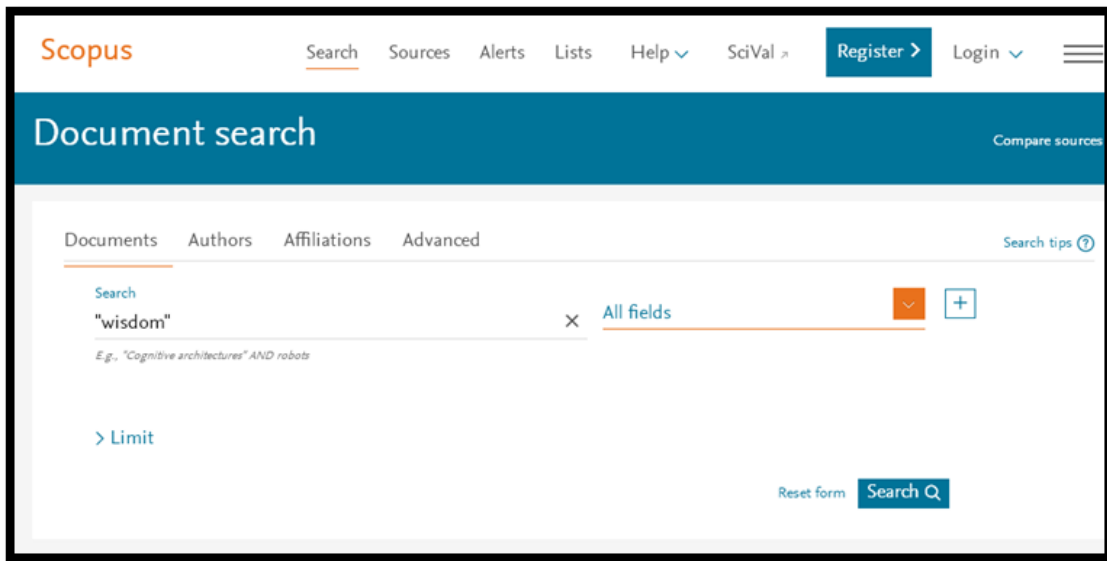 Scopus Search Sources Alerts Lists Help SciVal Register Login
Document search
Compare sources
Documents Authors Affiliations Advanced
Search tips
Search
"wisdom"
All fields
E.g., "Cognitive architectures" AND robots
> Limit
Reset form Search